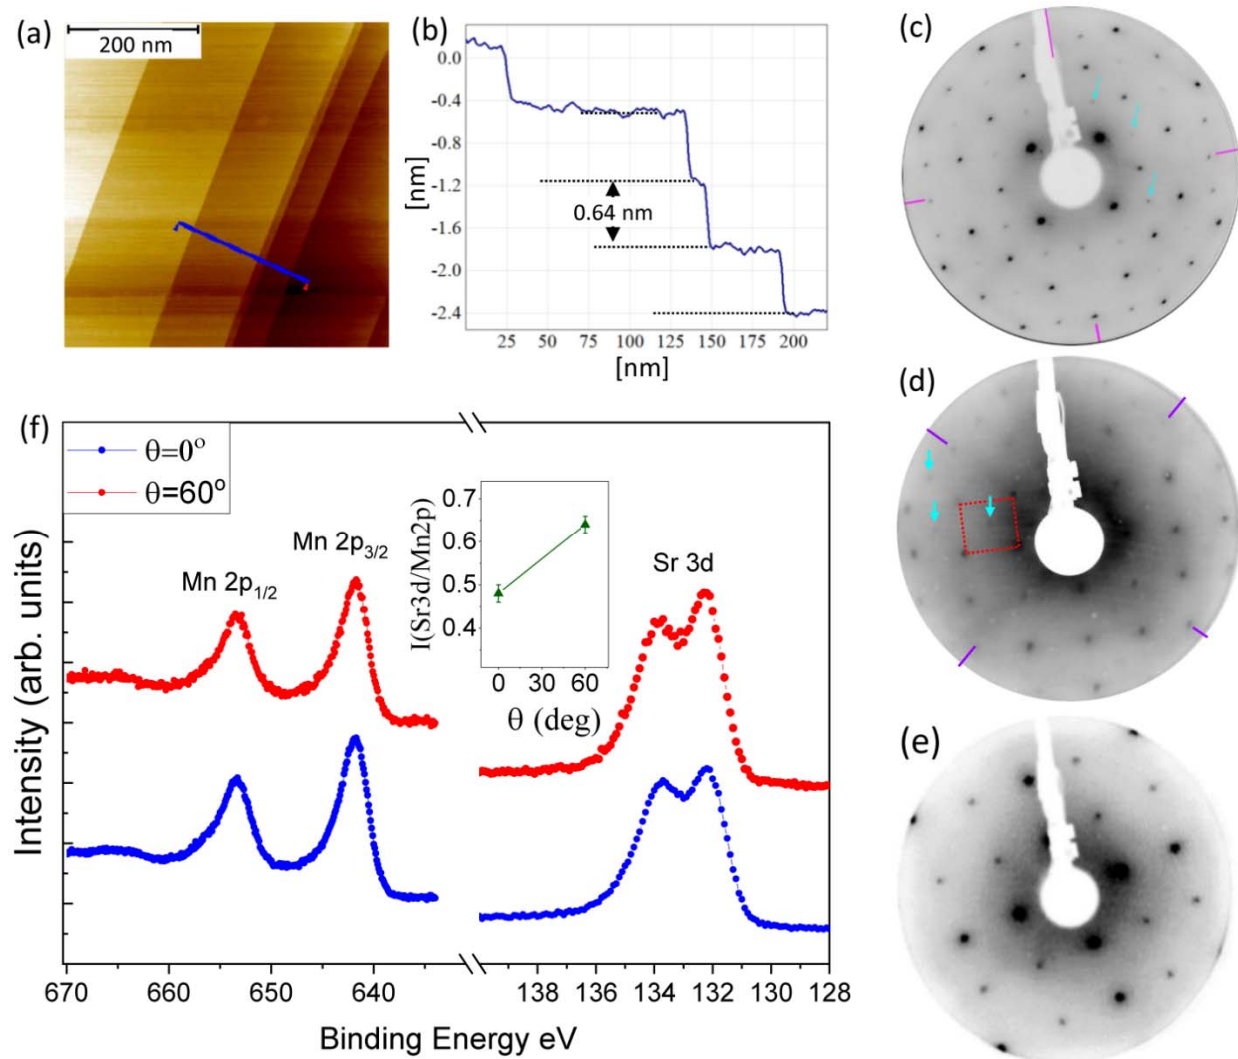 (a)
200 nm
(b)
0.0
-0.4
-0.8
-1.2
-1.6
-2.0
-2.4
[nm]
0.64 nm
25 50 75 100 125 150 175 200
[nm]
(c)
(d)
(e)
(f)
θ=0°
θ=60°
Mn 2p1/2
Mn 2p3/2
Sr 3d
I(Sr3d/Mn2p)
0.7
0.6
0.5
0.4
0 30 60
θ (deg)
Intensity (arb. units)
670 660 650 640 138 136 134 132 130 128
Binding Energy eV